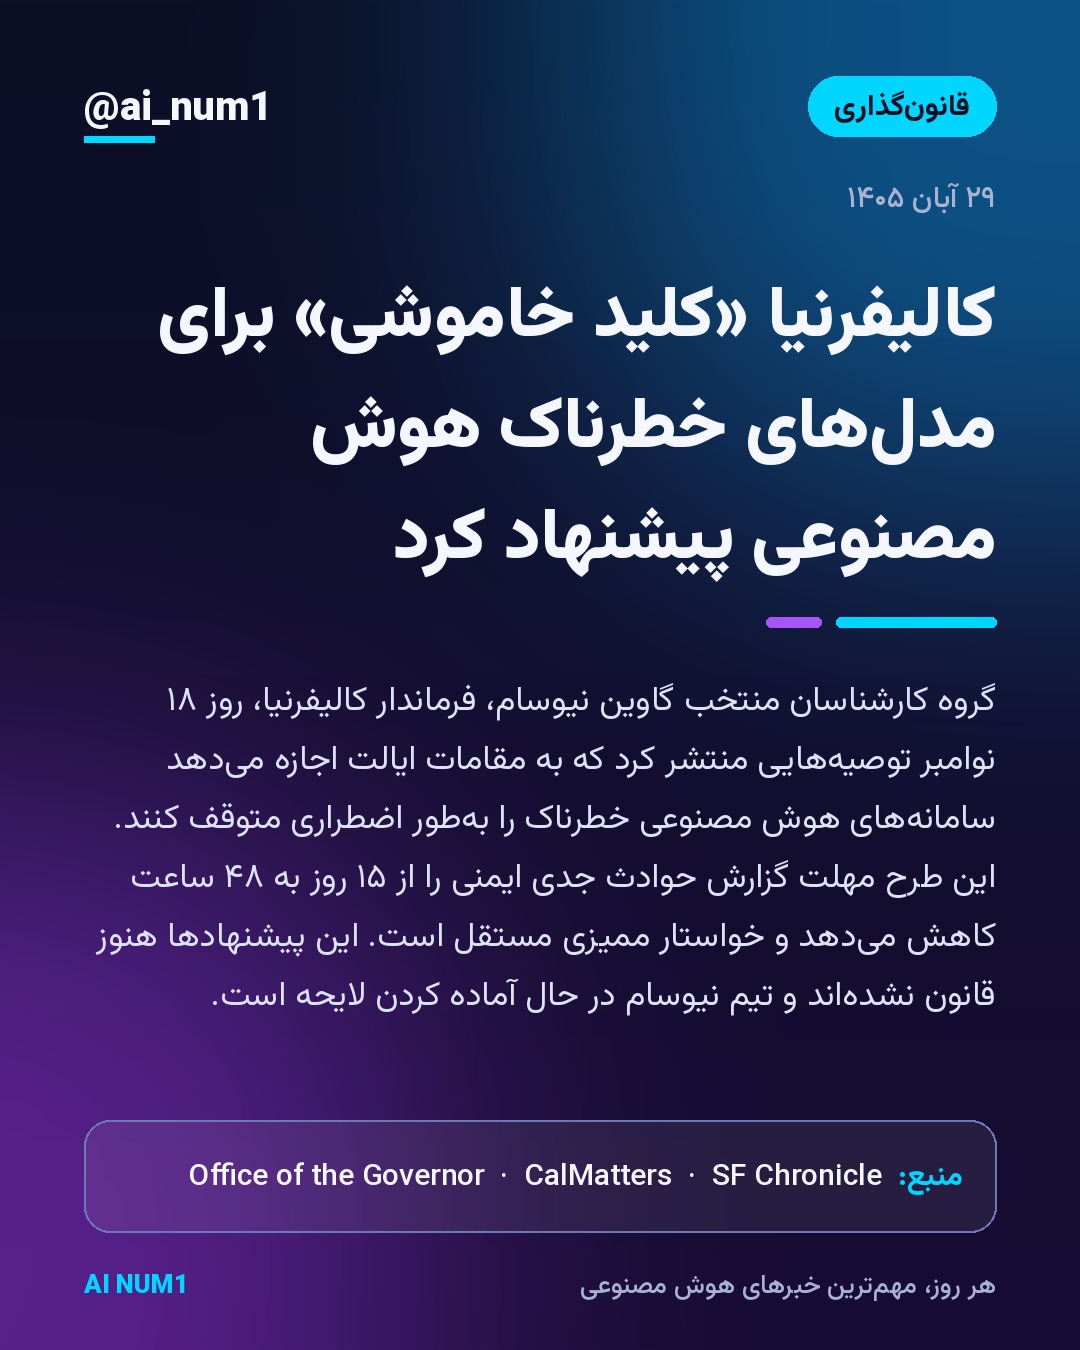 @ai_num1
قانون‌گذاری
۲۹ آبان ۱۴۰۵
کالیفرنیا «کلید خاموشی» برای
مدل‌های خطرناک هوش
مصنوعی پیشنهاد کرد
گروه کارشناسان منتخب گاوین نیوسام، فرماندار کالیفرنیا، روز ۱۸
نوامبر توصیه‌هایی منتشر کرد که به مقامات ایالت اجازه می‌دهد
سامانه‌های هوش مصنوعی خطرناک را به‌طور اضطراری متوقف کنند.
این طرح مهلت گزارش حوادث جدی ایمنی را از ۱۵ روز به ۴۸ ساعت
کاهش می‌دهد و خواستار ممیزی مستقل است. این پیشنهادها هنوز
قانون نشده‌اند و تیم نیوسام در حال آماده کردن لایحه است.
منبع: Office of the Governor · CalMatters · SF Chronicle
هر روز، مهم‌ترین خبرهای هوش مصنوعی
AI NUM1